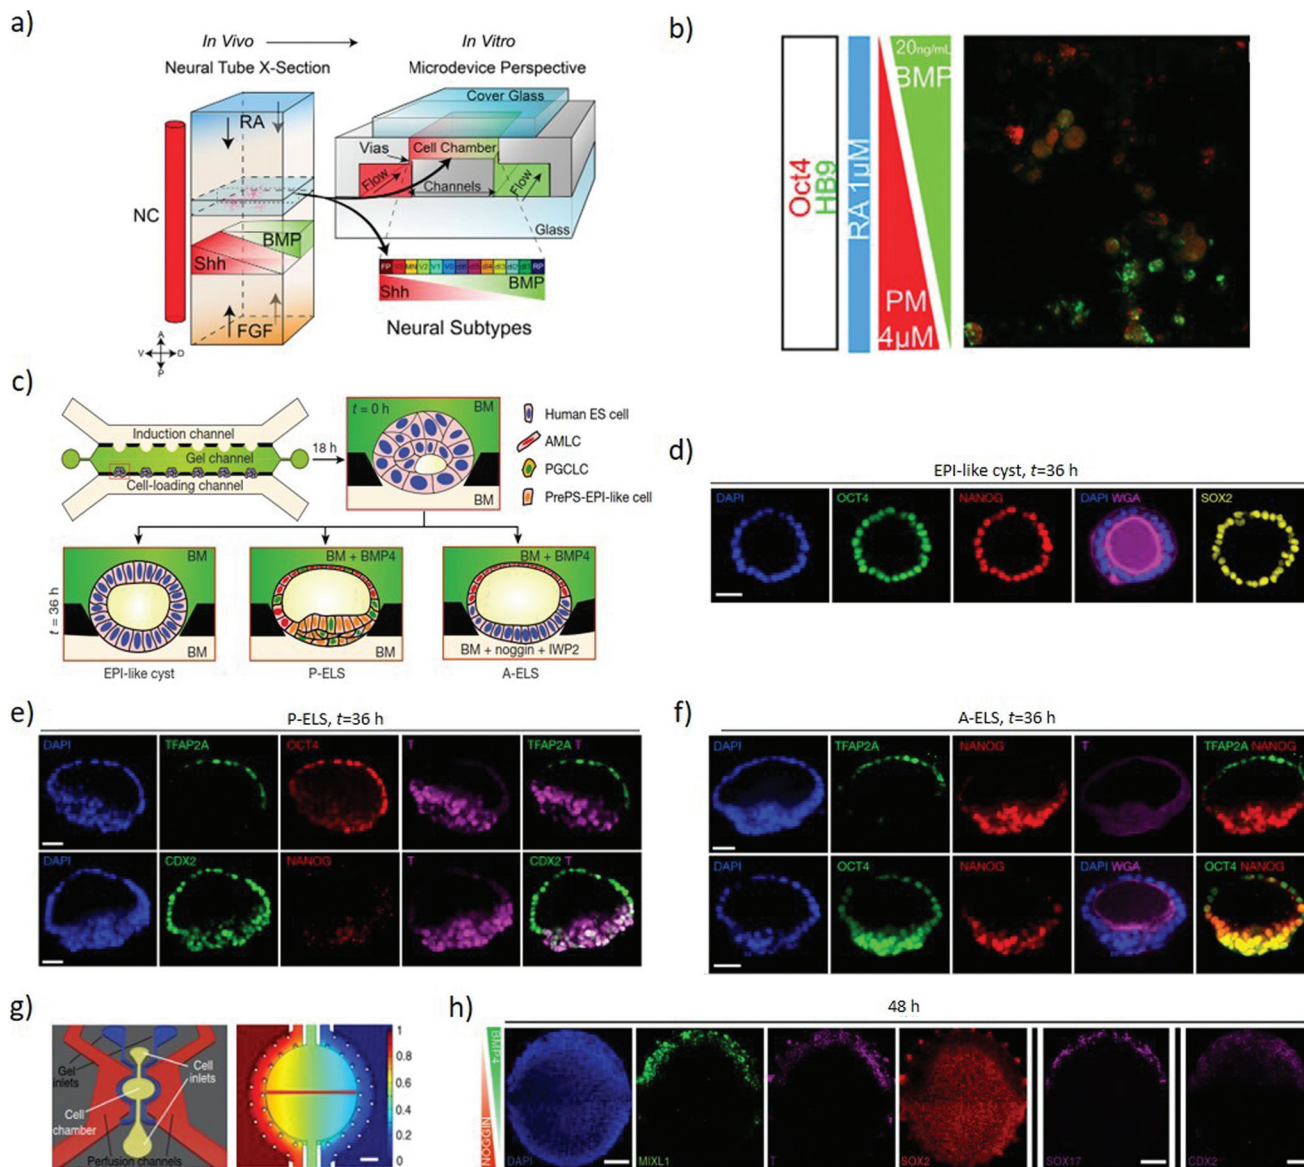 a)
In Vivo
In Vitro
Neural Tube X-Section
Microdevice Perspective
RA
NC
BMP
Shh
FGF
A
V
D
P
Cover Glass
Vias
Cell Chamber
Flow
Channels
Flow
Glass
FP
MN
V2
V1
RP
Shh
BMP
Neural Subtypes
b)
Oct4
HB9
RA 1µM
20ng/mL
BMP
PM
4µM
c)
Induction channel
Gel channel
Cell-loading channel
18 h
t = 0 h
BM
BM
Human ES cell
AMLC
PGCLC
PrePS-EPI-like cell
t = 36 h
BM
BM
BM + BMP4
BM
BM + BMP4
BM + noggin + IWP2
EPI-like cyst
P-ELS
A-ELS
d)
EPI-like cyst, t=36 h
DAPI
OCT4
NANOG
DAPI WGA
SOX2
e)
P-ELS, t=36 h
DAPI
TFAP2A
OCT4
T
TFAP2A T
DAPI
CDX2
NANOG
T
CDX2 T
f)
A-ELS, t=36 h
DAPI
TFAP2A
NANOG
T
TFAP2A NANOG
DAPI
OCT4
NANOG
DAPI WGA
OCT4 NANOG
g)
Gel inlets
Cell inlets
Cell chamber
Perfusion channels
1
0.8
0.6
0.4
0.2
0
h)
48 h
BMP4
NOGGIN
DAPI
MIXL1
T
SOX2
SOX17
CDX2